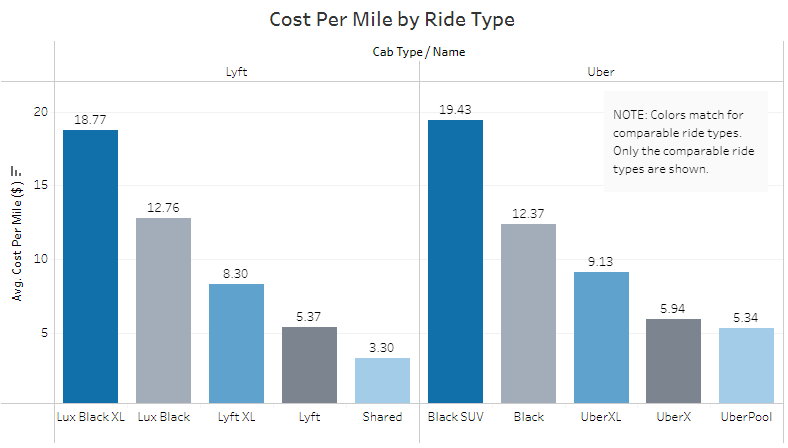 Cost Per Mile by Ride Type
Cab Type / Name
Lyft
Uber
Avg. Cost Per Mile ($)
20
15
10
5
18.77
12.76
8.30
5.37
3.30
19.43
12.37
9.13
5.94
5.34
NOTE: Colors match for
comparable ride types.
Only the comparable ride
types are shown.
Lux Black XL
Lux Black
Lyft XL
Lyft
Shared
Black SUV
Black
UberXL
UberX
UberPool